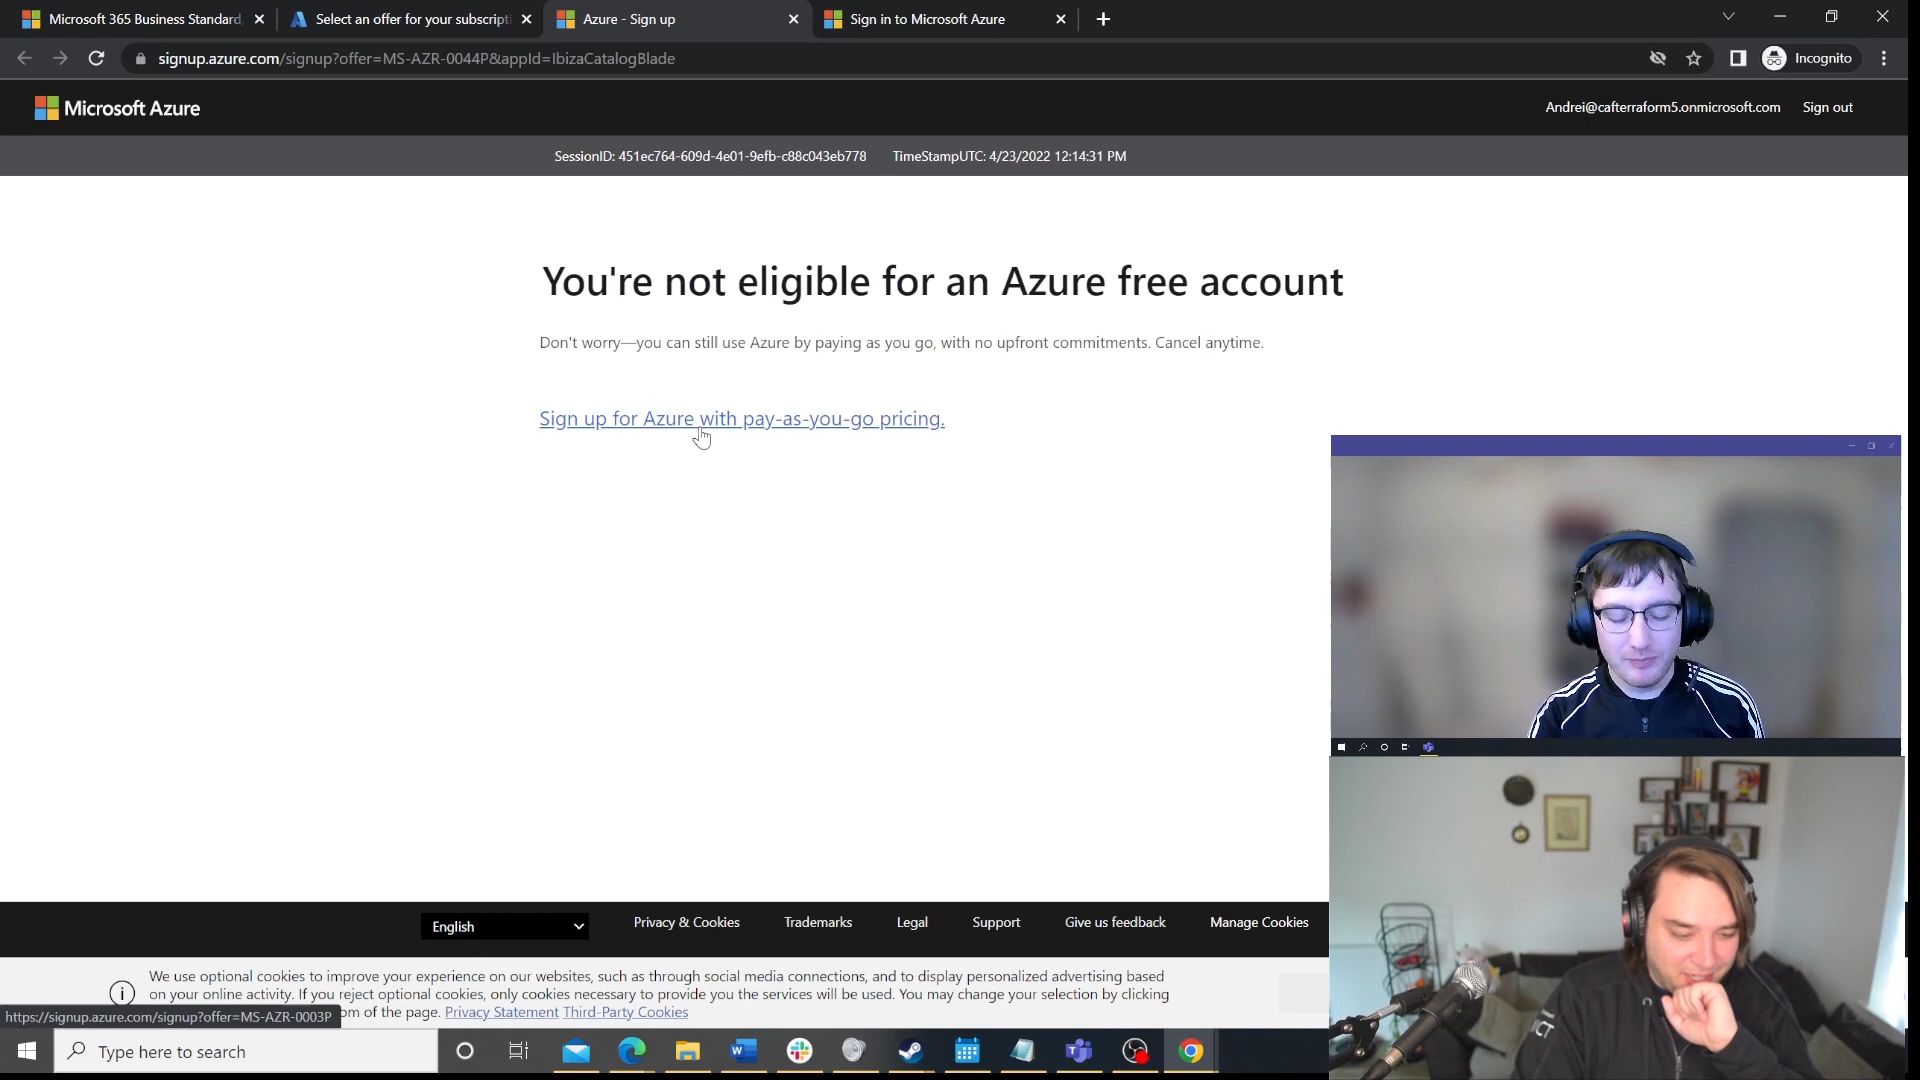 Microsoft 365 Business Standard,
Select an offer for your subscripti
Azure - Sign up
Sign in to Microsoft Azure
signup.azure.com/signup?offer=MS-AZR-0044P&appId=IbizaCatalogBlade
Incognito
Microsoft Azure
Andrei@cafterraform5.onmicrosoft.com
Sign out
SessionID: 451ec764-609d-4e01-9efb-c88c043eb778
TimeStampUTC: 4/23/2022 12:14:31 PM
You're not eligible for an Azure free account
Don't worry—you can still use Azure by paying as you go, with no upfront commitments. Cancel anytime.
Sign up for Azure with pay-as-you-go pricing.
English
Privacy & Cookies
Trademarks
Legal
Support
Give us feedback
Manage Cookies
We use optional cookies to improve your experience on our websites, such as through social media connections, and to display personalized advertising based
on your online activity. If you reject optional cookies, only cookies necessary to provide you the services will be used. You may change your selection by clicking
om of the page. Privacy Statement Third-Party Cookies
https://signup.azure.com/signup?offer=MS-AZR-0003P
Type here to search